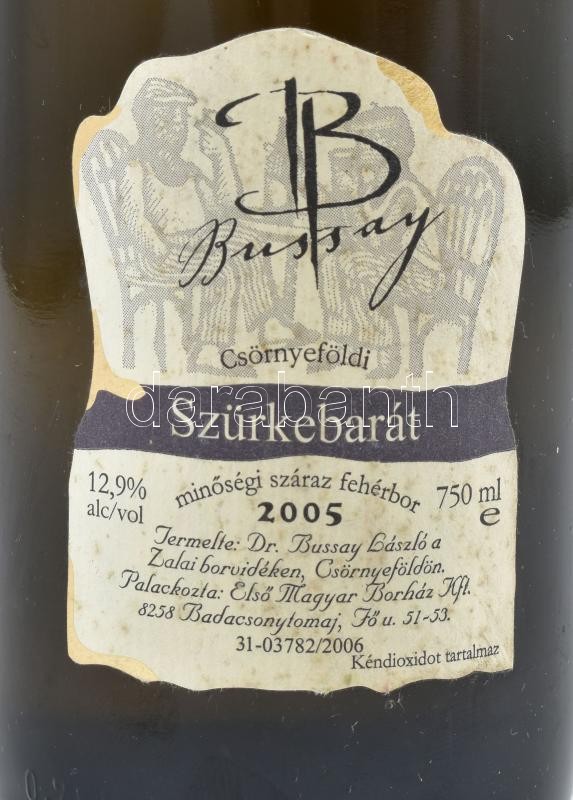 B
Bussay
Csörnyeföldi
darabanth
Szürkebarát
12,9%
alc/vol
minőségi száraz fehérbor
2005
750 ml
e
Termelte: Dr. Bussay László a
Zalai borvidéken, Csörnyeföldön.
Palackozta: Első Magyar Borház Kft.
8258 Badacsonytomaj, Fő u. 51-53.
31-03782/2006
Kéndioxidot tartalmaz